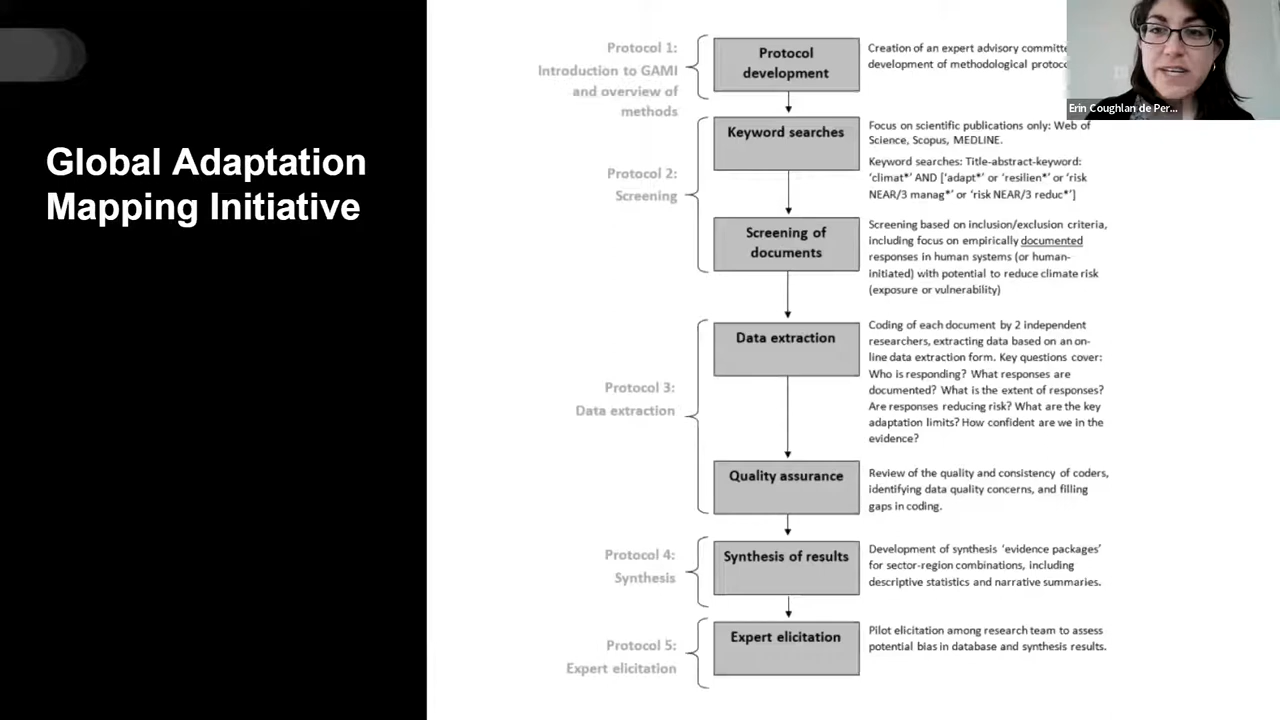 Global Adaptation
Mapping Initiative
Protocol 1:
Introduction to GAMI
and overview of
methods
Protocol development
Creation of an expert advisory
development of methodological
Erin Coughlan de Per...
Protocol 2:
Screening
Keyword searches
Focus on scientific publications only: Web of
Science, Scopus, MEDLINE.
Keyword searches: Title-abstract-keyword:
‘climat*’ AND [‘adapt*’ or ‘resilien*’ or ‘risk
NEAR/3 manag*’ or ‘risk NEAR/3 reduc*’]
Screening of
documents
Screening based on inclusion/exclusion criteria,
including focus on empirically documented
responses in human systems (or human-
initiated) with potential to reduce climate risk
(exposure or vulnerability)
Protocol 3:
Data extraction
Data extraction
Coding of each document by 2 independent
researchers, extracting data based on an on-
line data extraction form. Key questions cover:
Who is responding? What responses are
documented? What is the extent of responses?
Are responses reducing risk? What are the key
adaptation limits? How confident are we in the
evidence?
Quality assurance
Review of the quality and consistency of coders,
identifying data quality concerns, and filling
gaps in coding.
Protocol 4:
Synthesis
Synthesis of results
Development of synthesis ‘evidence packages’
for sector-region combinations, including
descriptive statistics and narrative summaries.
Protocol 5:
Expert elicitation
Expert elicitation
Pilot elicitation among research team to assess
potential bias in database and synthesis results.